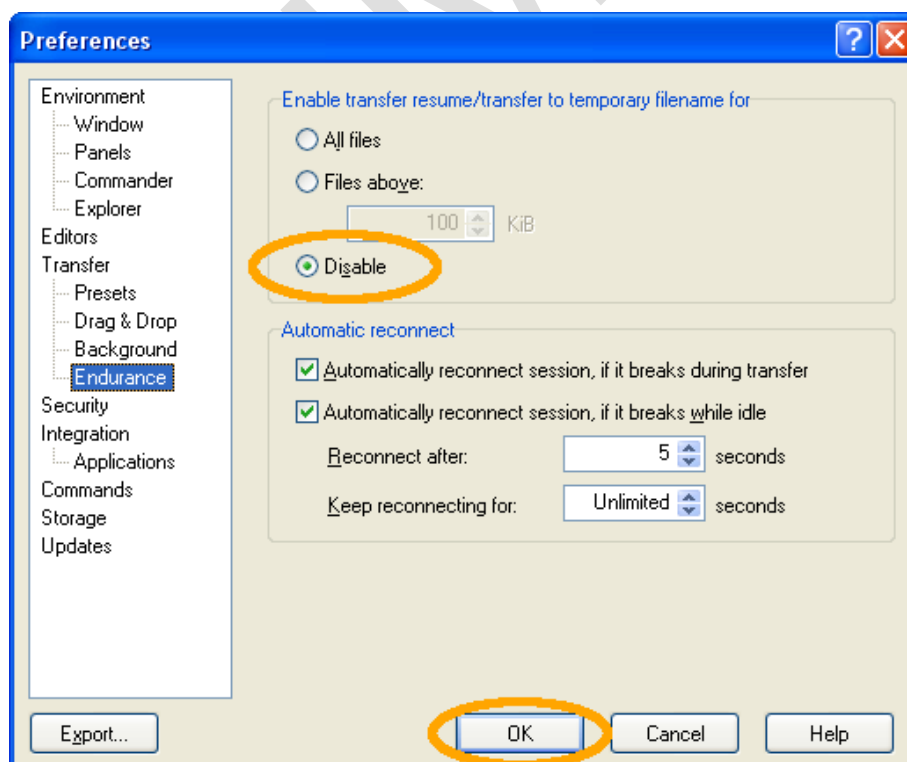 Preferences
Environment
Window
Panels
Commander
Explorer
Editors
Transfer
Presets
Drag & Drop
Background
Endurance
Security
Integration
Applications
Commands
Storage
Updates
Enable transfer resume/transfer to temporary filename for
All files
Files above:
100 KiB
Disable
Automatic reconnect
Automatically reconnect session, if it breaks during transfer
Automatically reconnect session, if it breaks while idle
Reconnect after: 5 seconds
Keep reconnecting for: Unlimited seconds
Export... OK Cancel Help